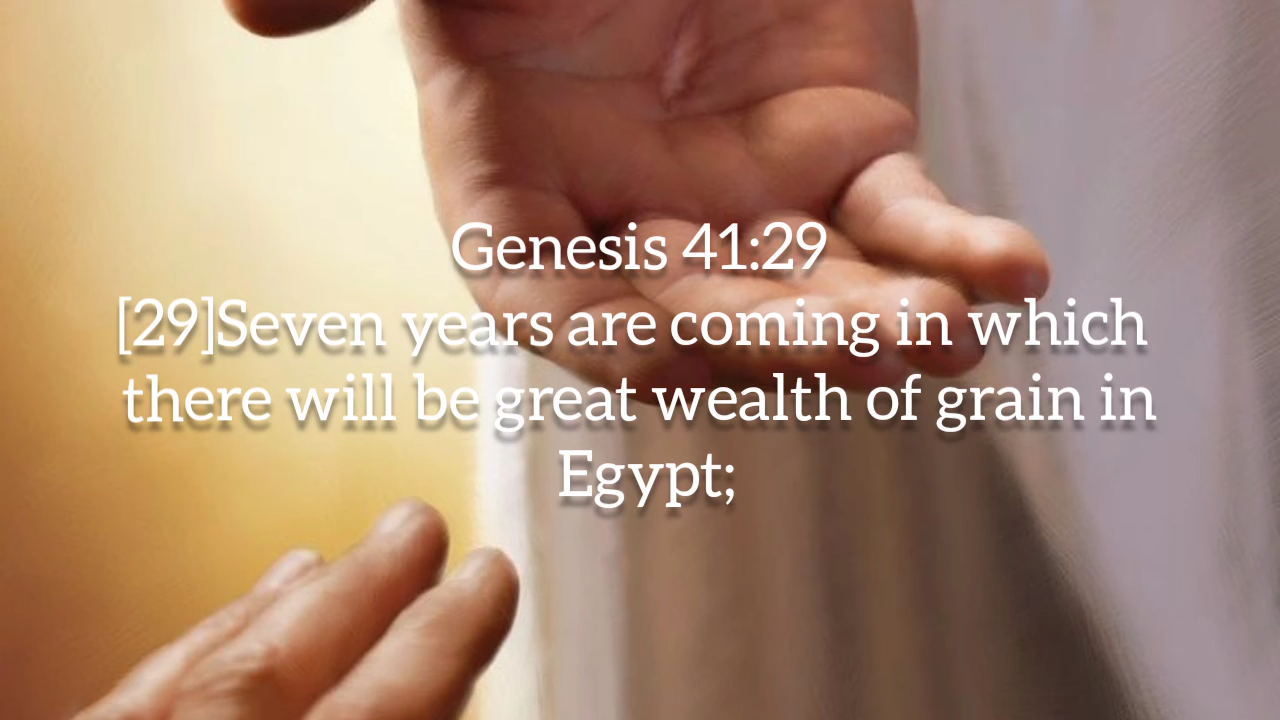 Genesis 41:29
[29]Seven years are coming in which
there will be great wealth of grain in
Egypt;